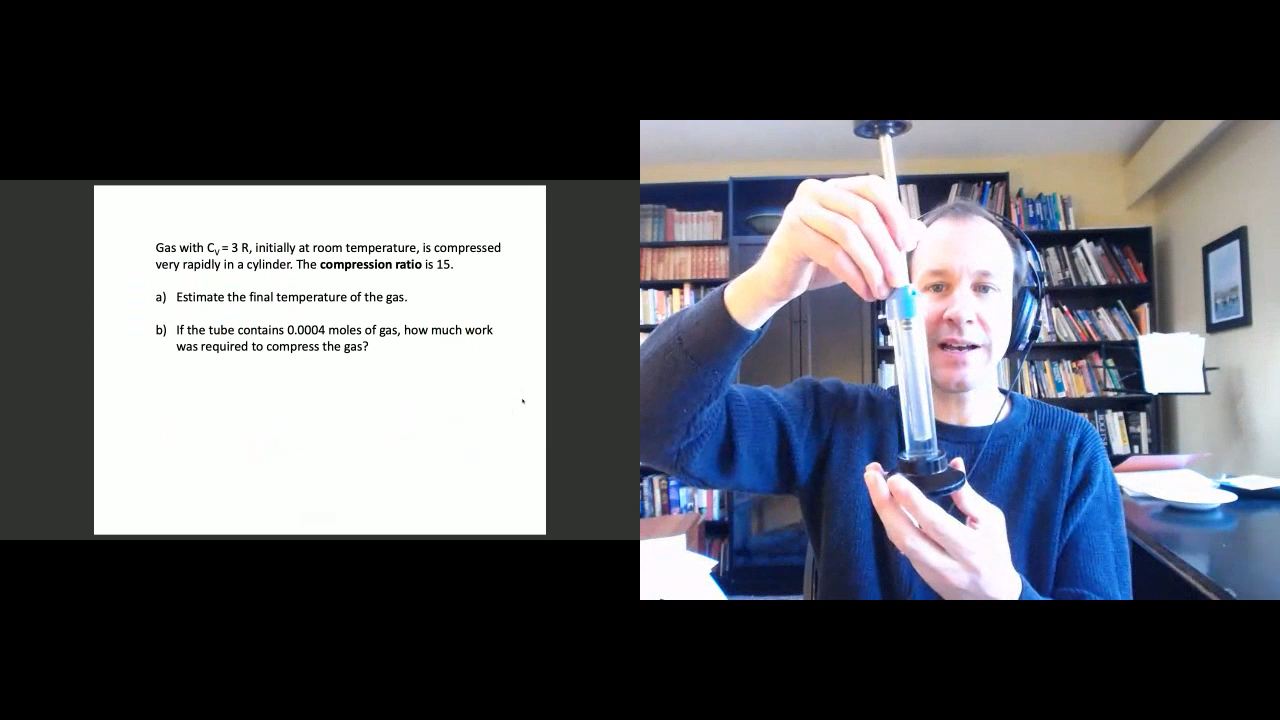 Gas with Cᵥ = 3 R, initially at room temperature, is compressed
very rapidly in a cylinder. The compression ratio is 15.
a) Estimate the final temperature of the gas.
b) If the tube contains 0.0004 moles of gas, how much work
was required to compress the gas?